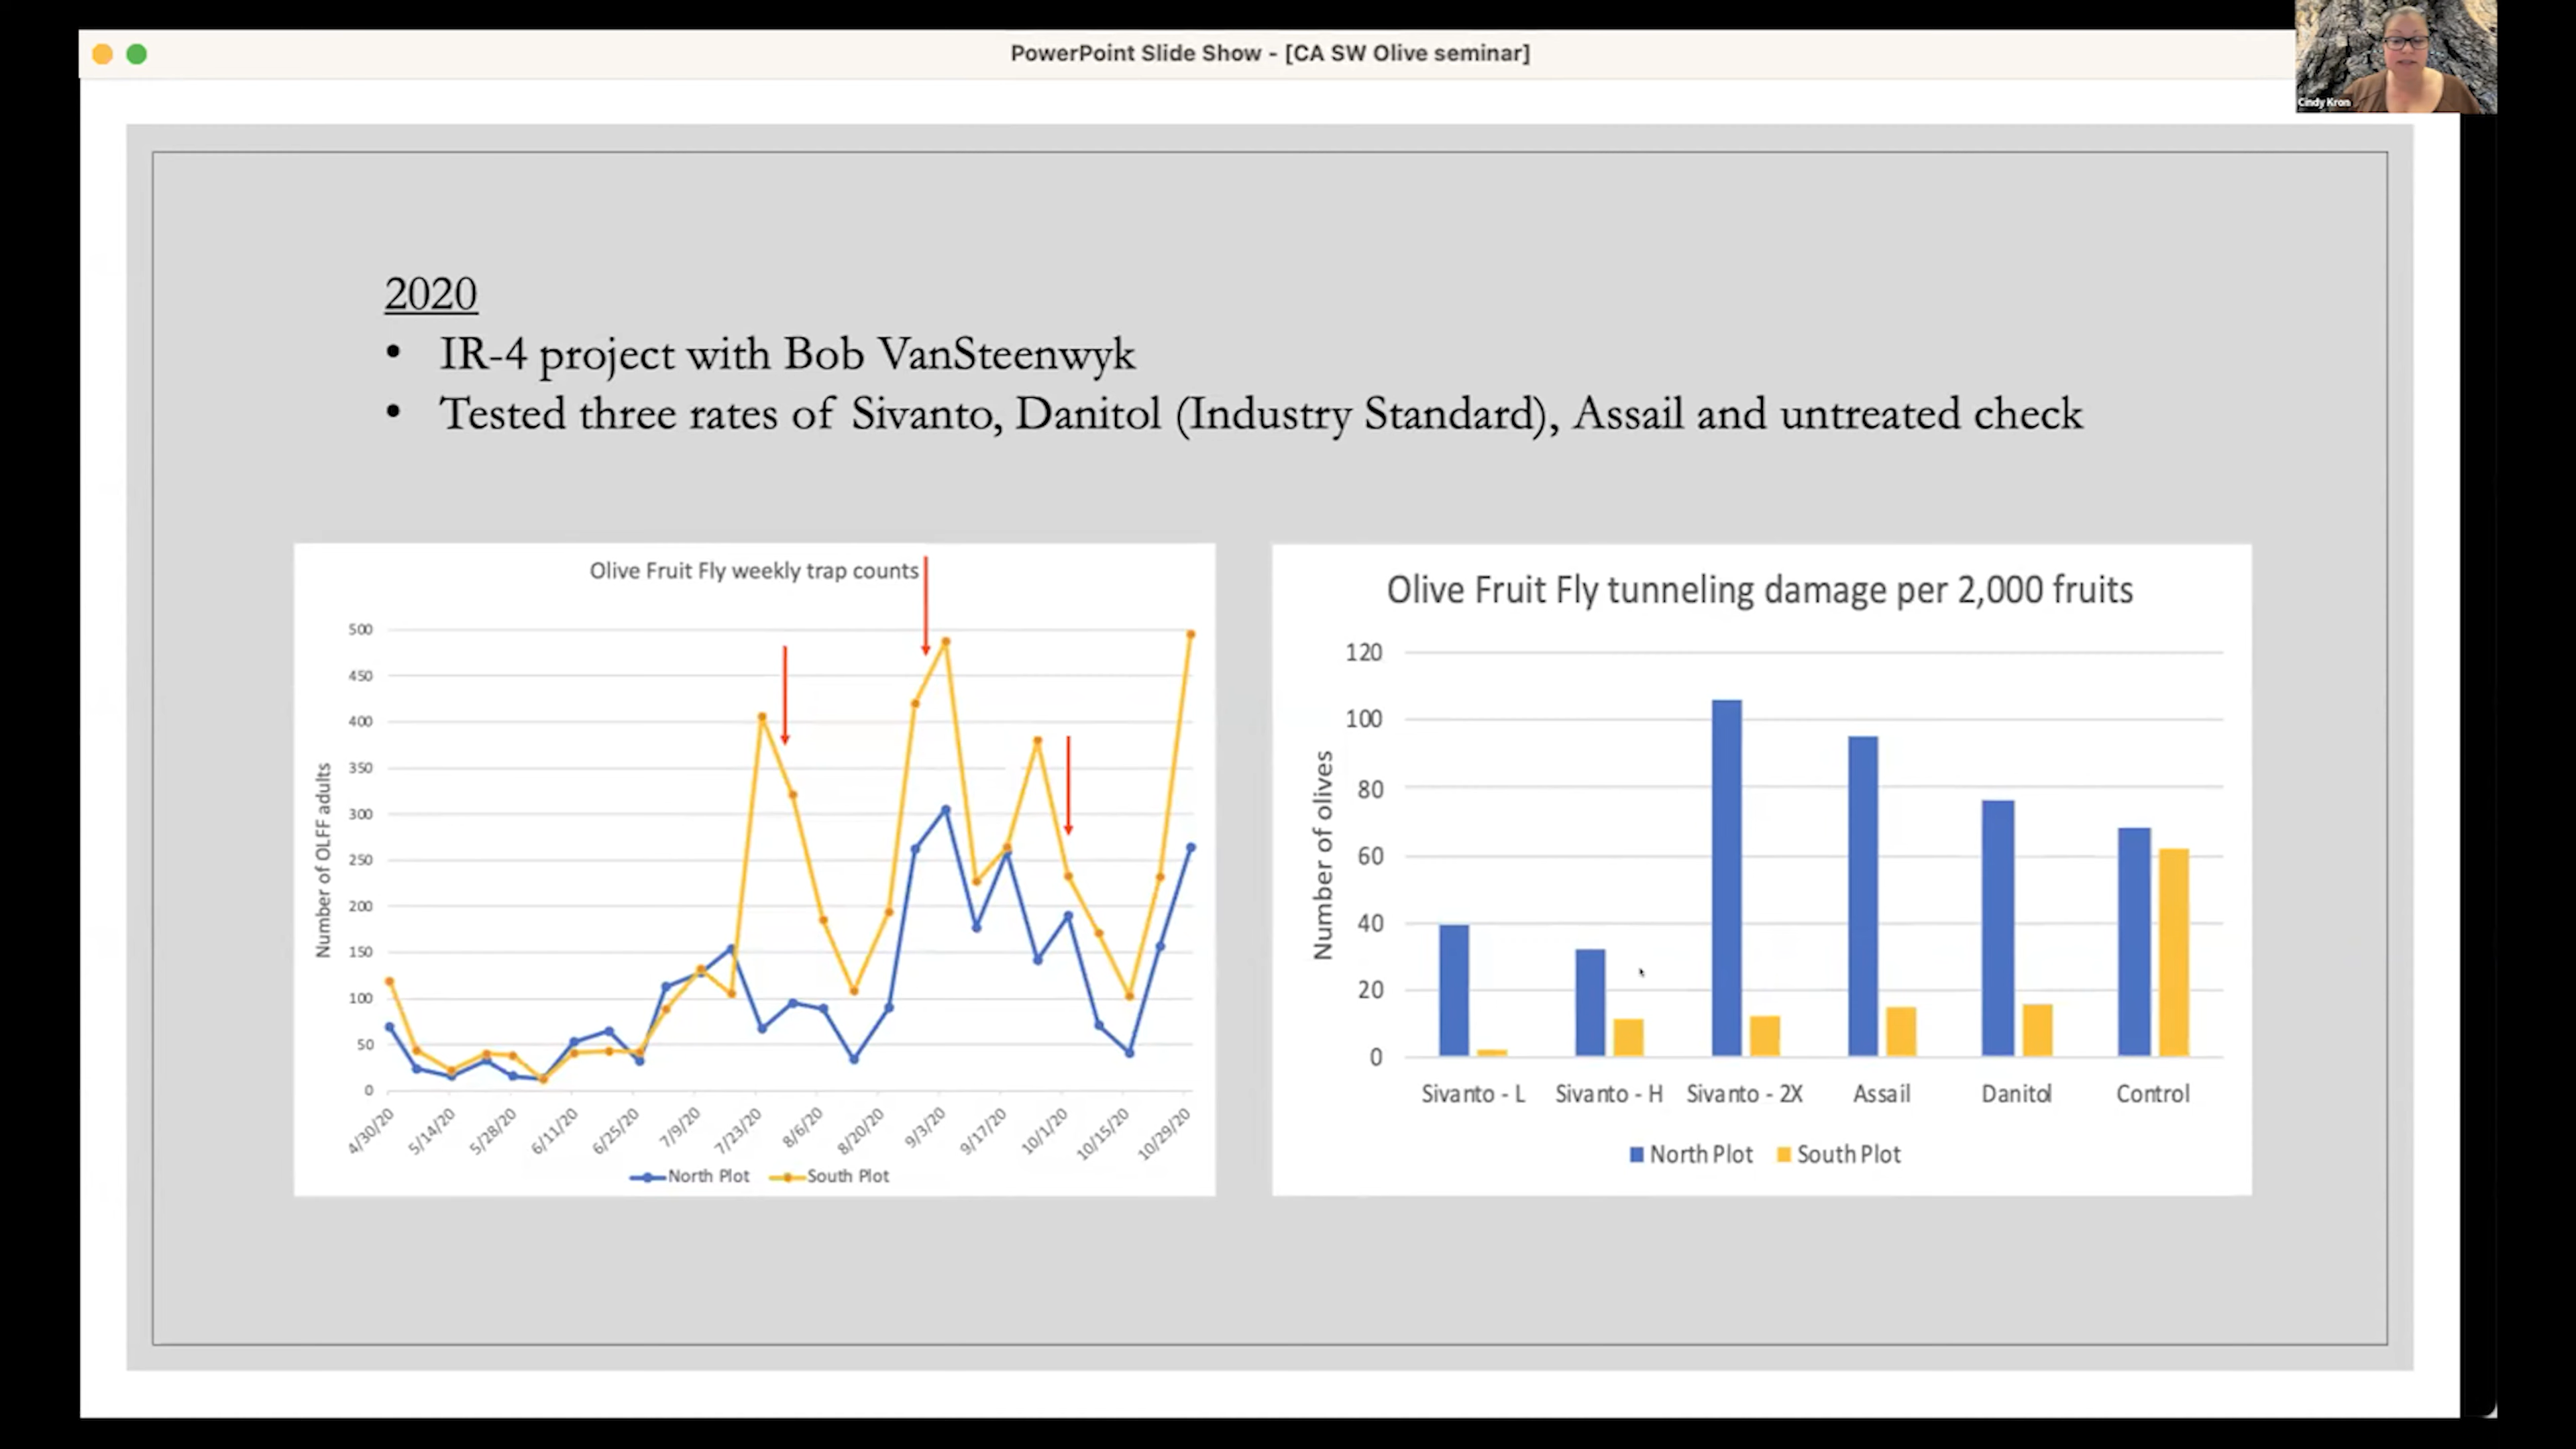 PowerPoint Slide Show - [CA SW Olive seminar]
Cindy Kron
2020
• IR-4 project with Bob VanSteenwyk
• Tested three rates of Sivanto, Danitol (Industry Standard), Assail and untreated check
Olive Fruit Fly weekly trap counts
Number of OLFF adults
500
450
400
350
300
250
200
150
100
50
0
4/30/20
5/14/20
5/28/20
6/11/20
6/25/20
7/9/20
7/23/20
8/6/20
8/20/20
9/3/20
9/17/20
10/1/20
10/15/20
10/29/20
North Plot
South Plot
Olive Fruit Fly tunneling damage per 2,000 fruits
Number of olives
120
100
80
60
40
20
0
Sivanto - L
Sivanto - H
Sivanto - 2X
Assail
Danitol
Control
North Plot
South Plot